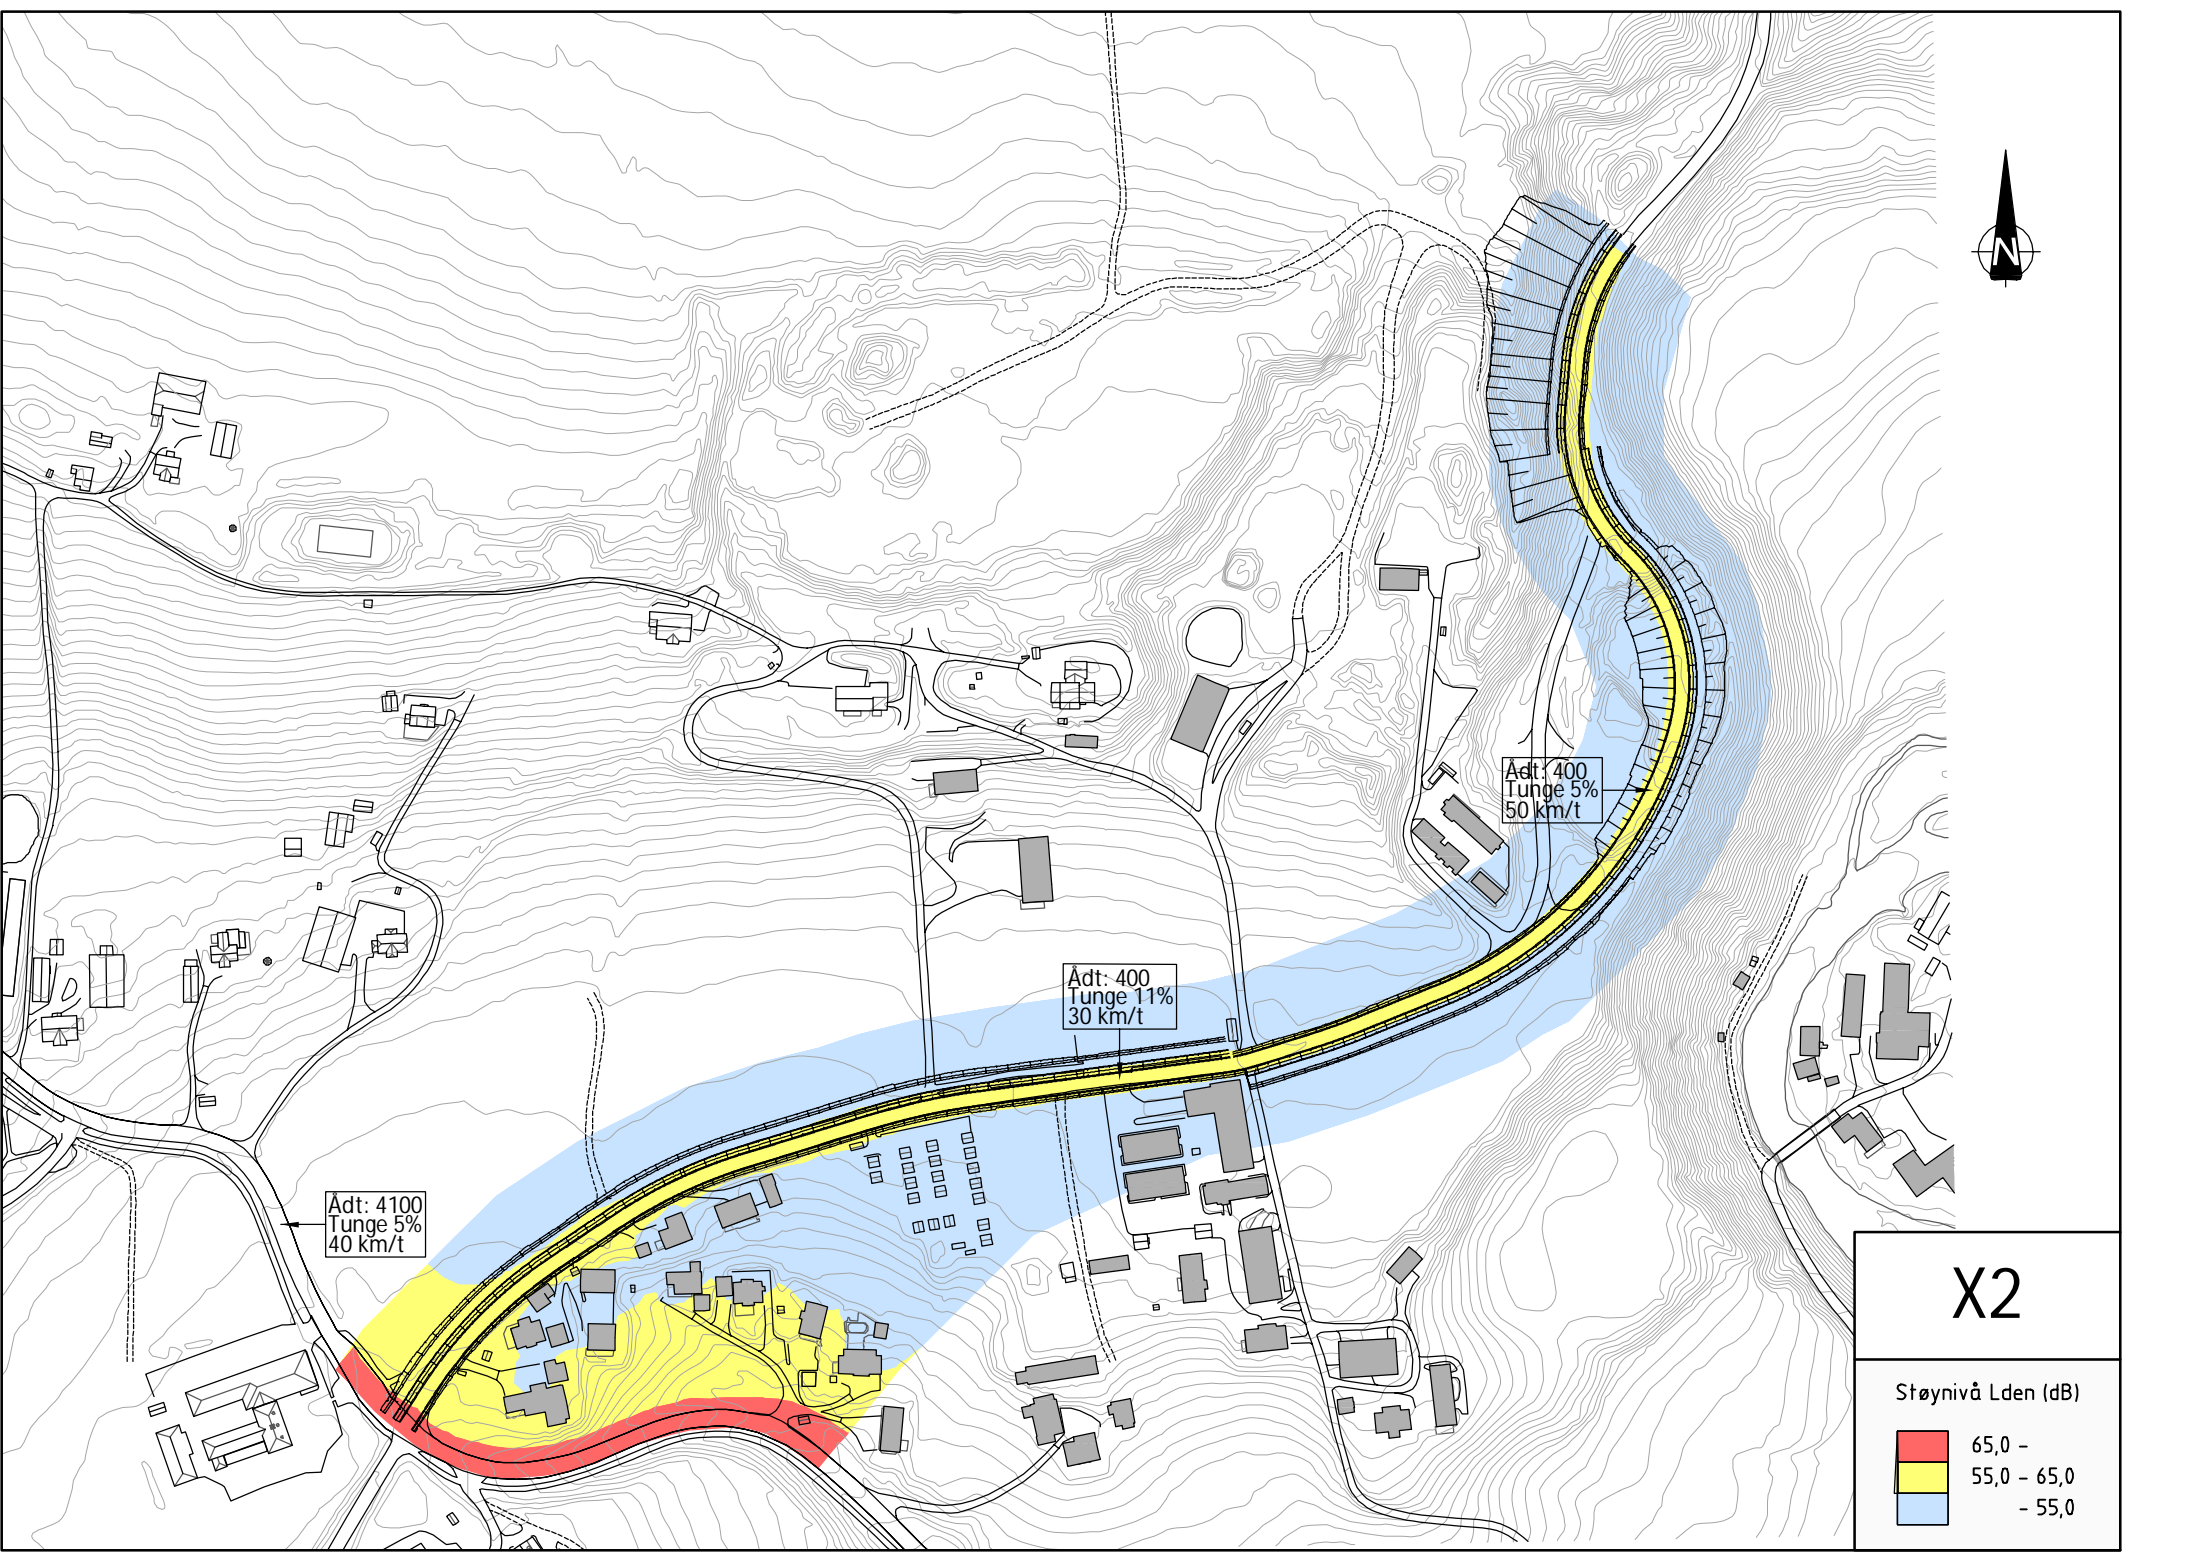 N
Ådt: 400
Tunge 5%
50 km/t
Ådt: 400
Tunge 11%
30 km/t
Ådt: 4100
Tunge 5%
40 km/t
X2
Støynivå Lden (dB)
65,0 -
55,0 - 65,0
- 55,0